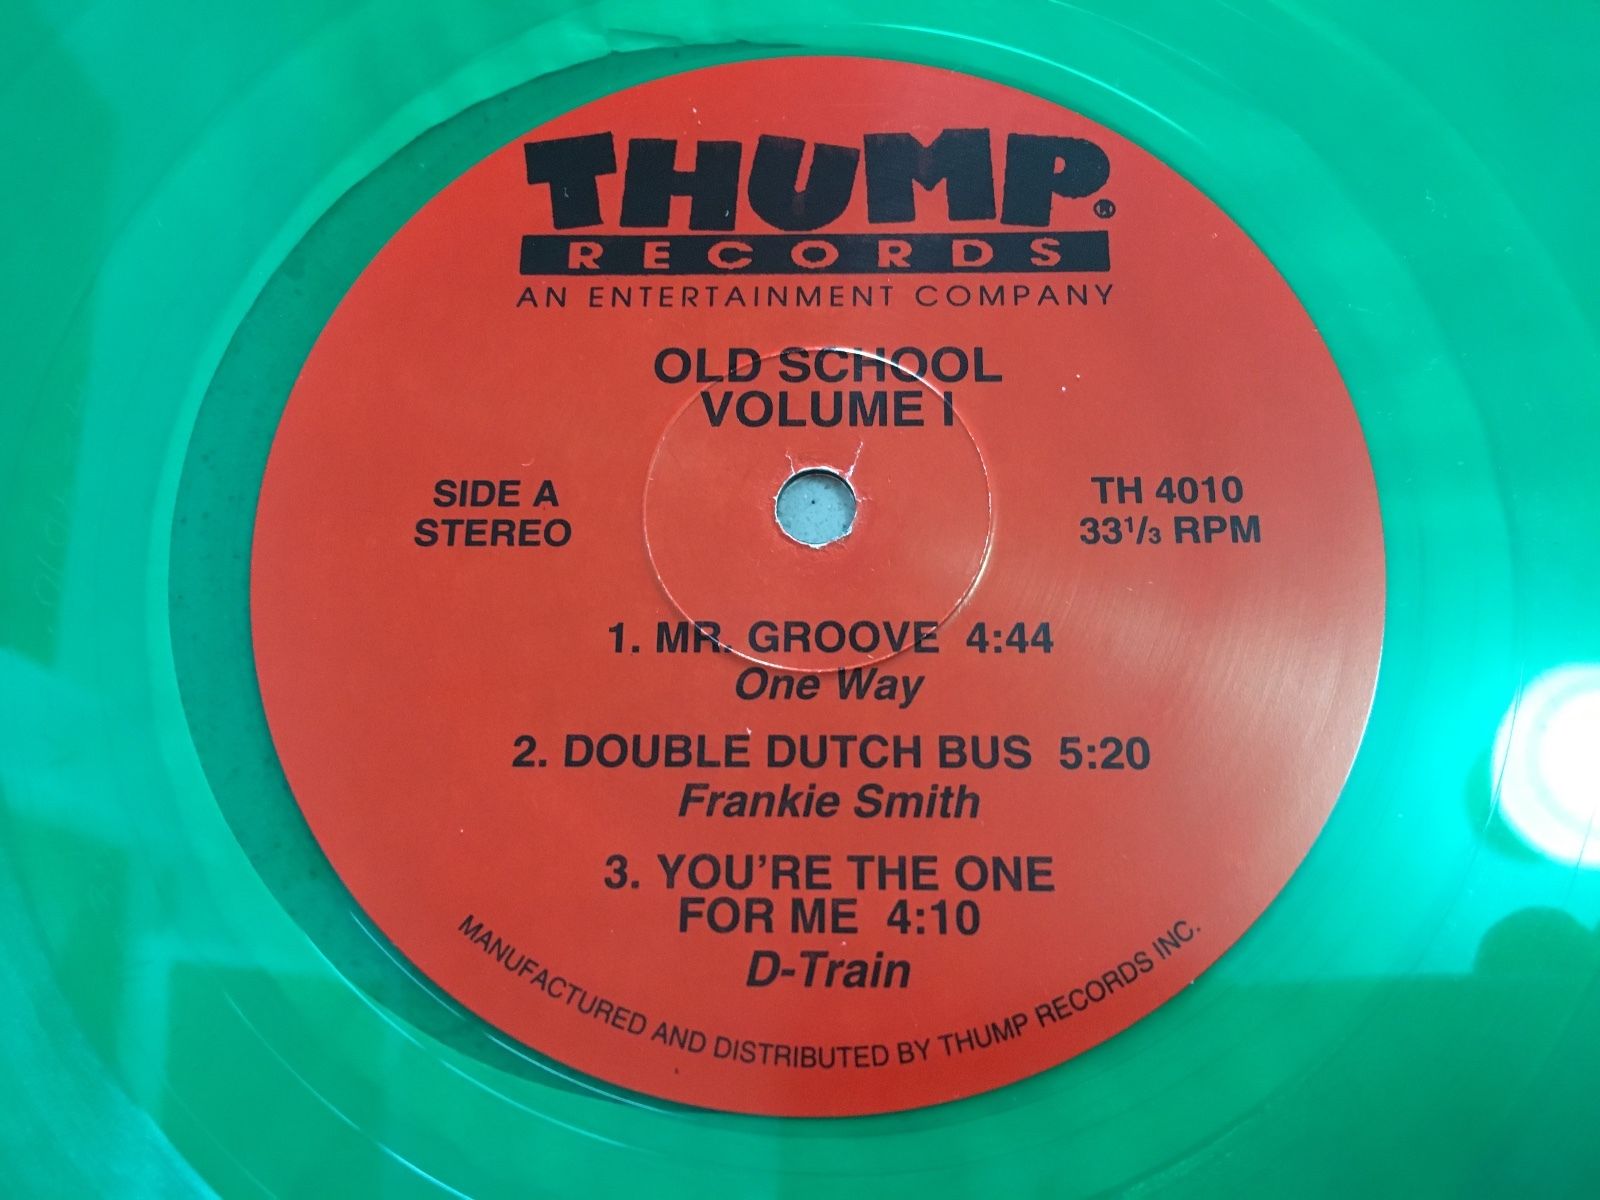 THUMP®
RECORDS
AN ENTERTAINMENT COMPANY
OLD SCHOOL
VOLUME I
SIDE A
STEREO
TH 4010
33⅓ RPM
1. MR. GROOVE 4:44
One Way
2. DOUBLE DUTCH BUS 5:20
Frankie Smith
3. YOU'RE THE ONE
FOR ME 4:10
D-Train
MANUFACTURED AND DISTRIBUTED BY THUMP RECORDS INC.